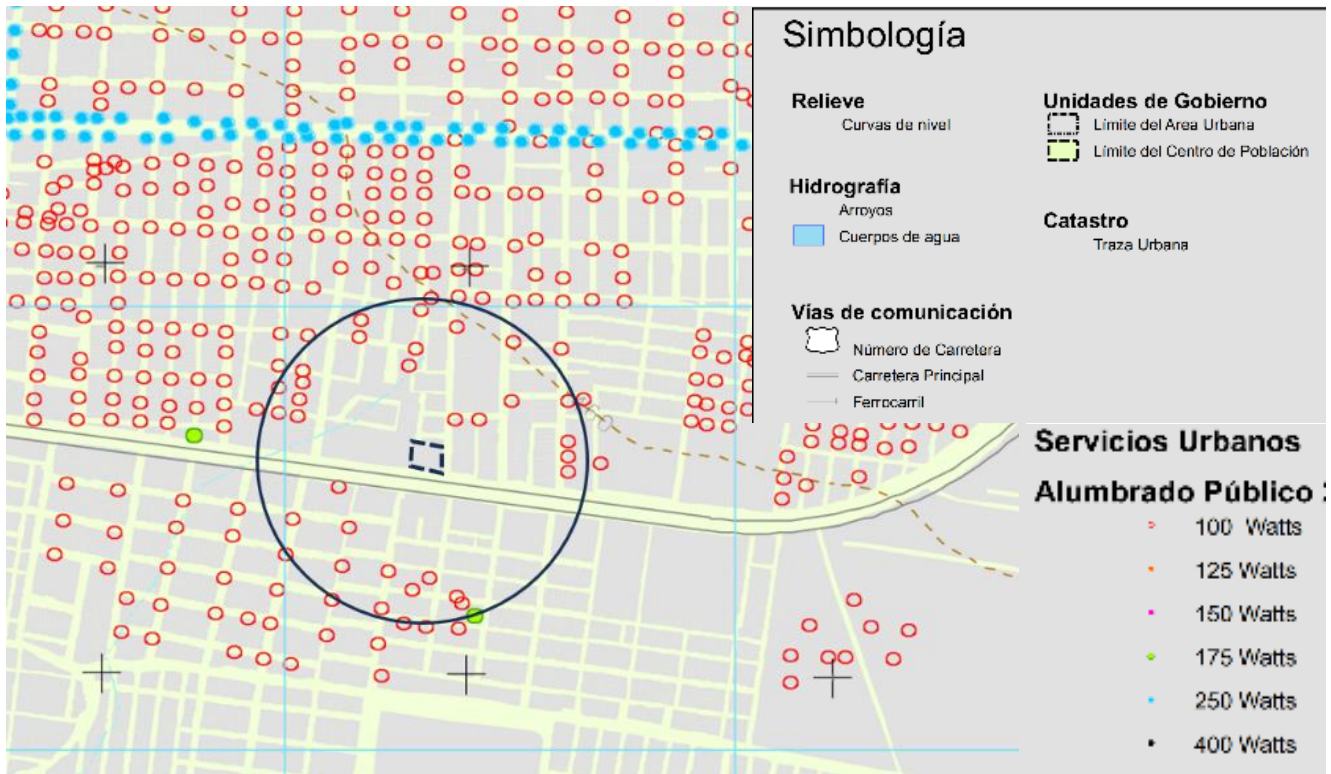 Simbología
Relieve
Curvas de nivel
Hidrografía
Arroyos
Cuerpos de agua
Vías de comunicación
Número de Carretera
Carretera Principal
Ferrocarril
Unidades de Gobierno
Límite del Area Urbana
Límite del Centro de Población
Catastro
Traza Urbana
Servicios Urbanos
Alumbrado Público
100 Watts
125 Watts
150 Watts
175 Watts
250 Watts
400 Watts